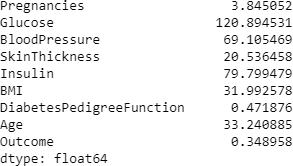 Pregnancies 3.845052
Glucose 120.894531
BloodPressure 69.105469
SkinThickness 20.536458
Insulin 79.799479
BMI 31.992578
DiabetesPedigreeFunction 0.471876
Age 33.240885
Outcome 0.348958
dtype: float64